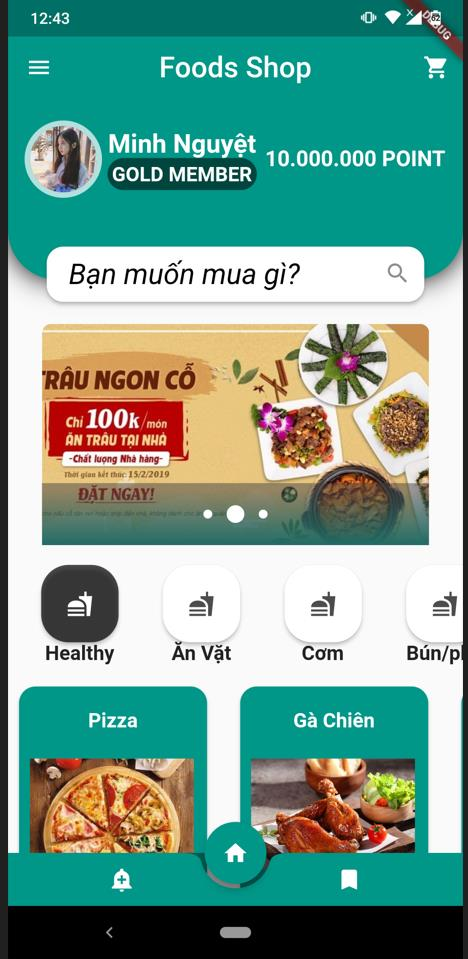 12:43
DEBUG
Foods Shop
Minh Nguyệt
GOLD MEMBER
10.000.000 POINT
Bạn muốn mua gì?
TRÂU NGON CỖ
Chỉ 100k/món
ĂN TRÂU TẠI NHÀ
-Chất lượng Nhà hàng-
Thời gian kết thúc: 15/2/2019
ĐẶT NGAY!
Healthy
Ăn Vặt
Cơm
Bún/
Pizza
Gà Chiên